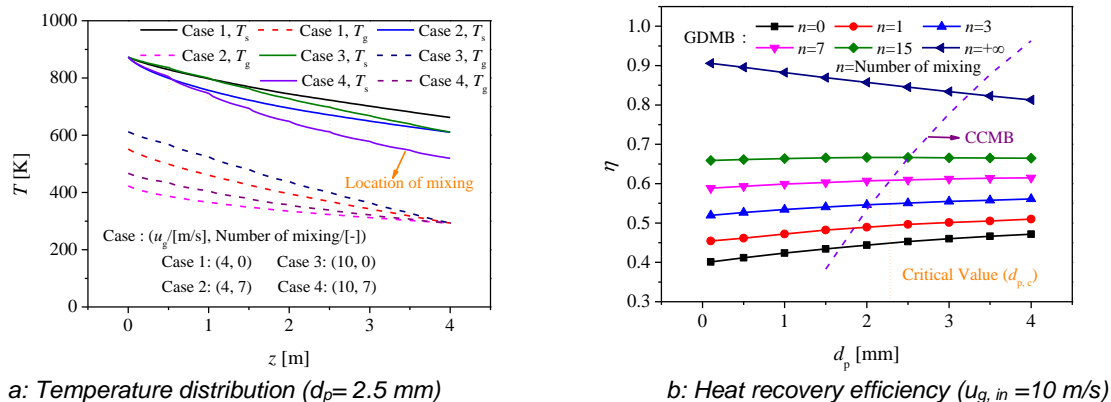 Case 1, Ts Case 1, Tg Case 2, Ts
Case 2, Tg Case 3, Ts Case 3, Tg
Case 4, Ts Case 4, Tg
1000
800
600
400
200
0
T [K]
Location of mixing
Case : (ug/[m/s], Number of mixing/[-])
Case 1: (4, 0) Case 3: (10, 0)
Case 2: (4, 7) Case 4: (10, 7)
0 1 2 3 4
z [m]
a: Temperature distribution (dp= 2.5 mm)
GDMB : n=0 n=1 n=3
n=7 n=15 n=+∞
n=Number of mixing
1.0
0.9
0.8
0.7
0.6
0.5
0.4
0.3
η
CCMB
Critical Value (dp, c)
0 1 2 3 4
dp [mm]
b: Heat recovery efficiency (ug, in =10 m/s)